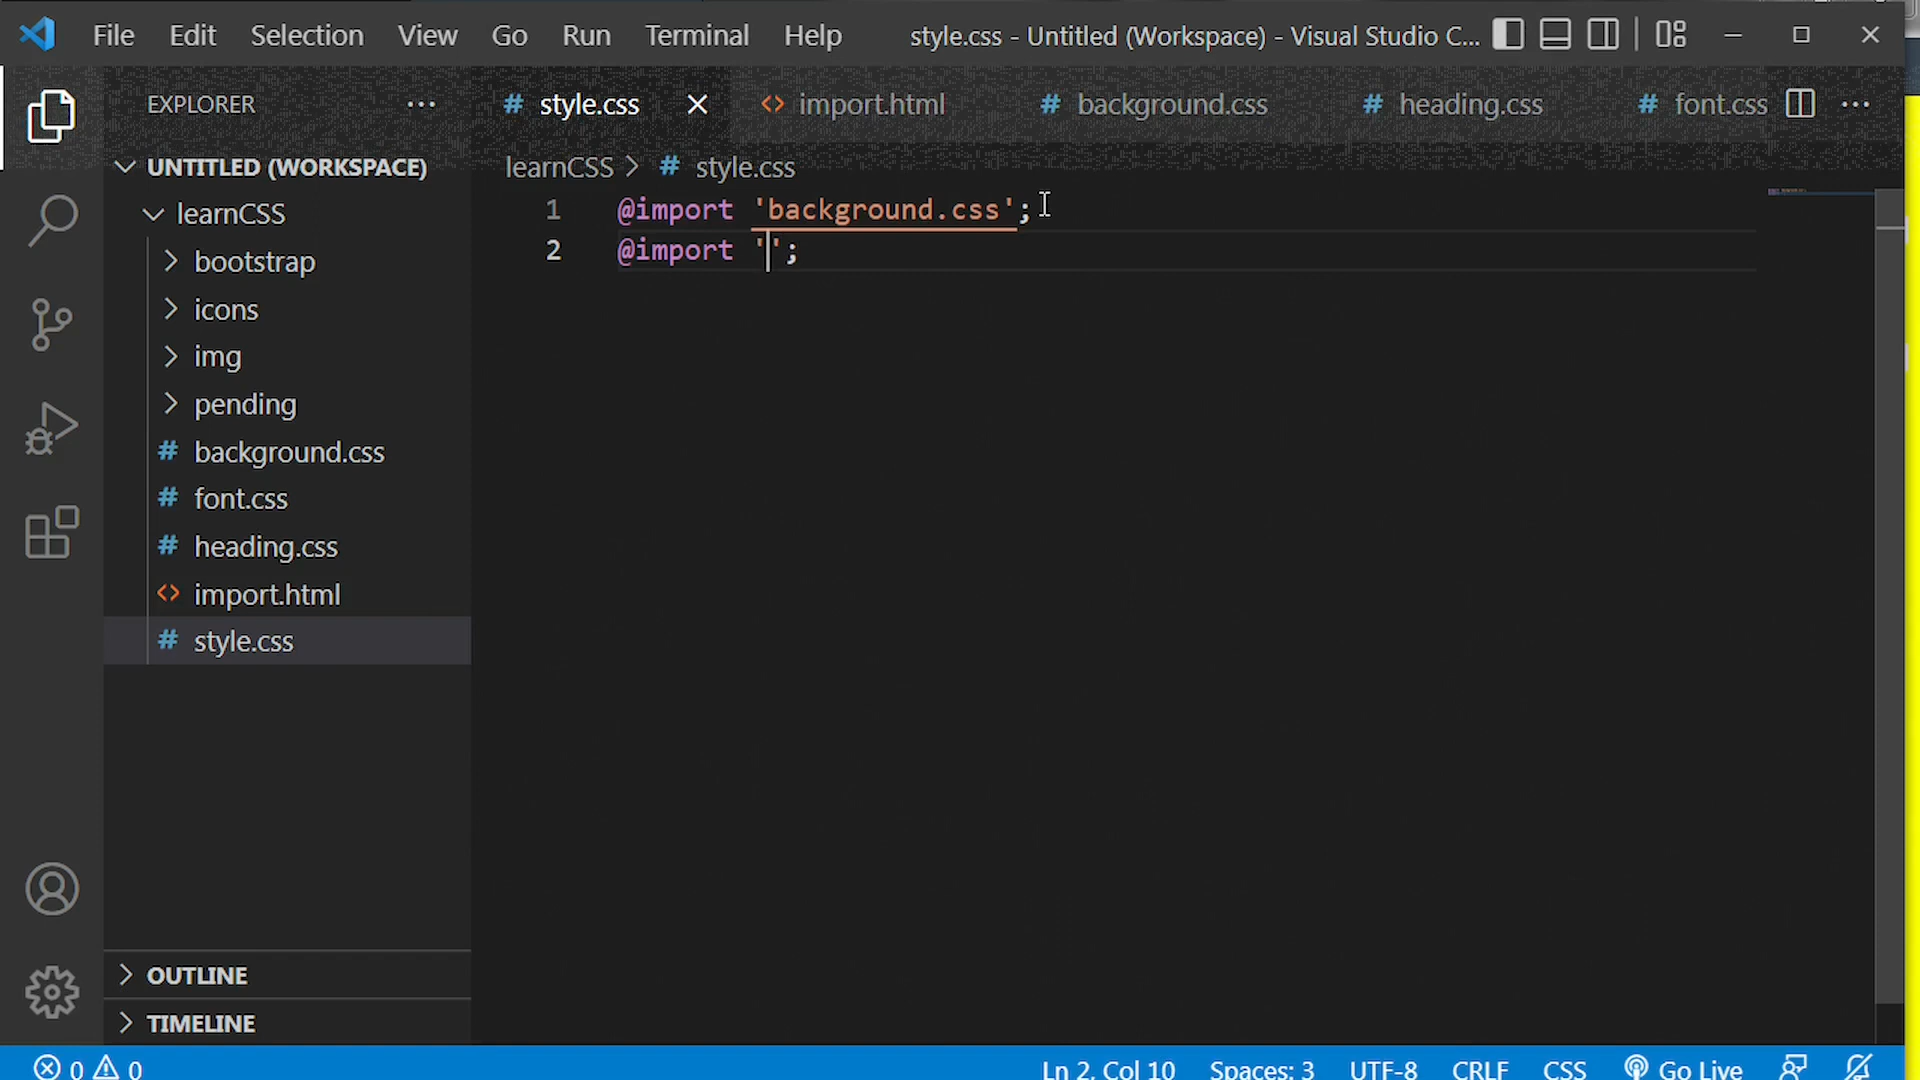 File Edit Selection View Go Run Terminal Help style.css - Untitled (Workspace) - Visual Studio C...
EXPLORER ... style.css import.html background.css heading.css font.css ...
UNTITLED (WORKSPACE)
learnCSS > # style.css
learnCSS
1 @import 'background.css';
2 @import '';
bootstrap
icons
img
pending
# background.css
# font.css
# heading.css
<> import.html
# style.css
OUTLINE
TIMELINE
0 0 Ln 2, Col 10 Spaces: 3 UTF-8 CRLF CSS Go Live